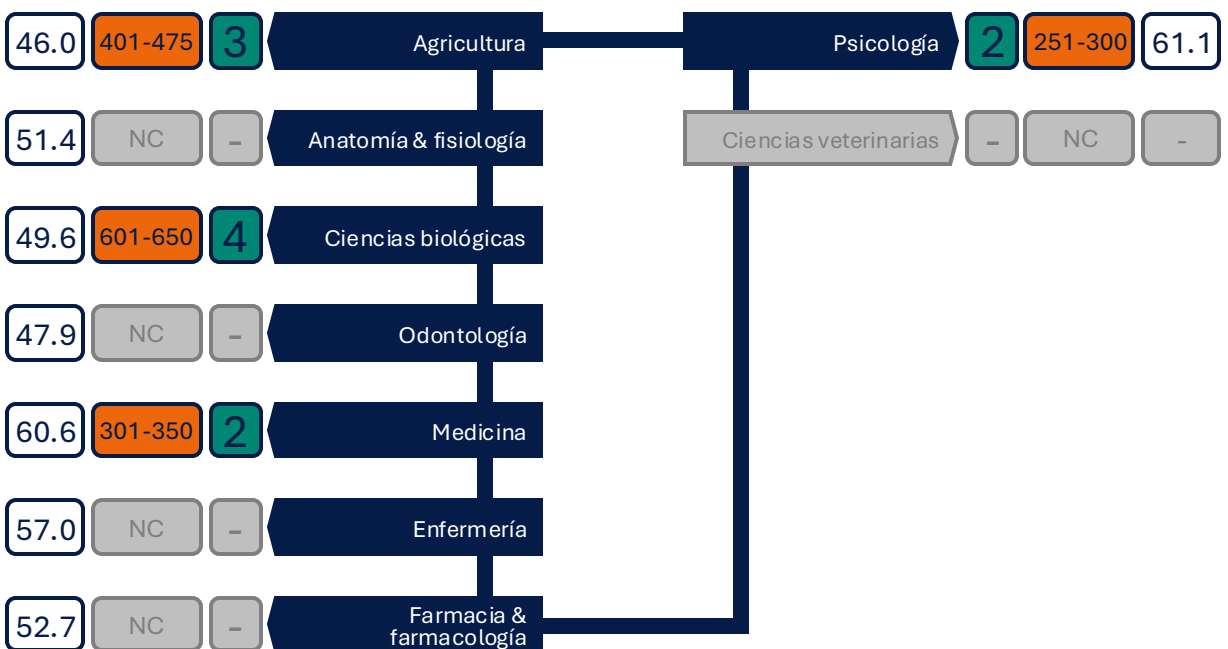 46.0 401-475 3 Agricultura
Psicología 2 251-300 61.1
51.4 NC - Anatomía & fisiología
Ciencias veterinarias - NC -
49.6 601-650 4 Ciencias biológicas
47.9 NC - Odontología
60.6 301-350 2 Medicina
57.0 NC - Enfermería
52.7 NC - Farmacia &
farmacología